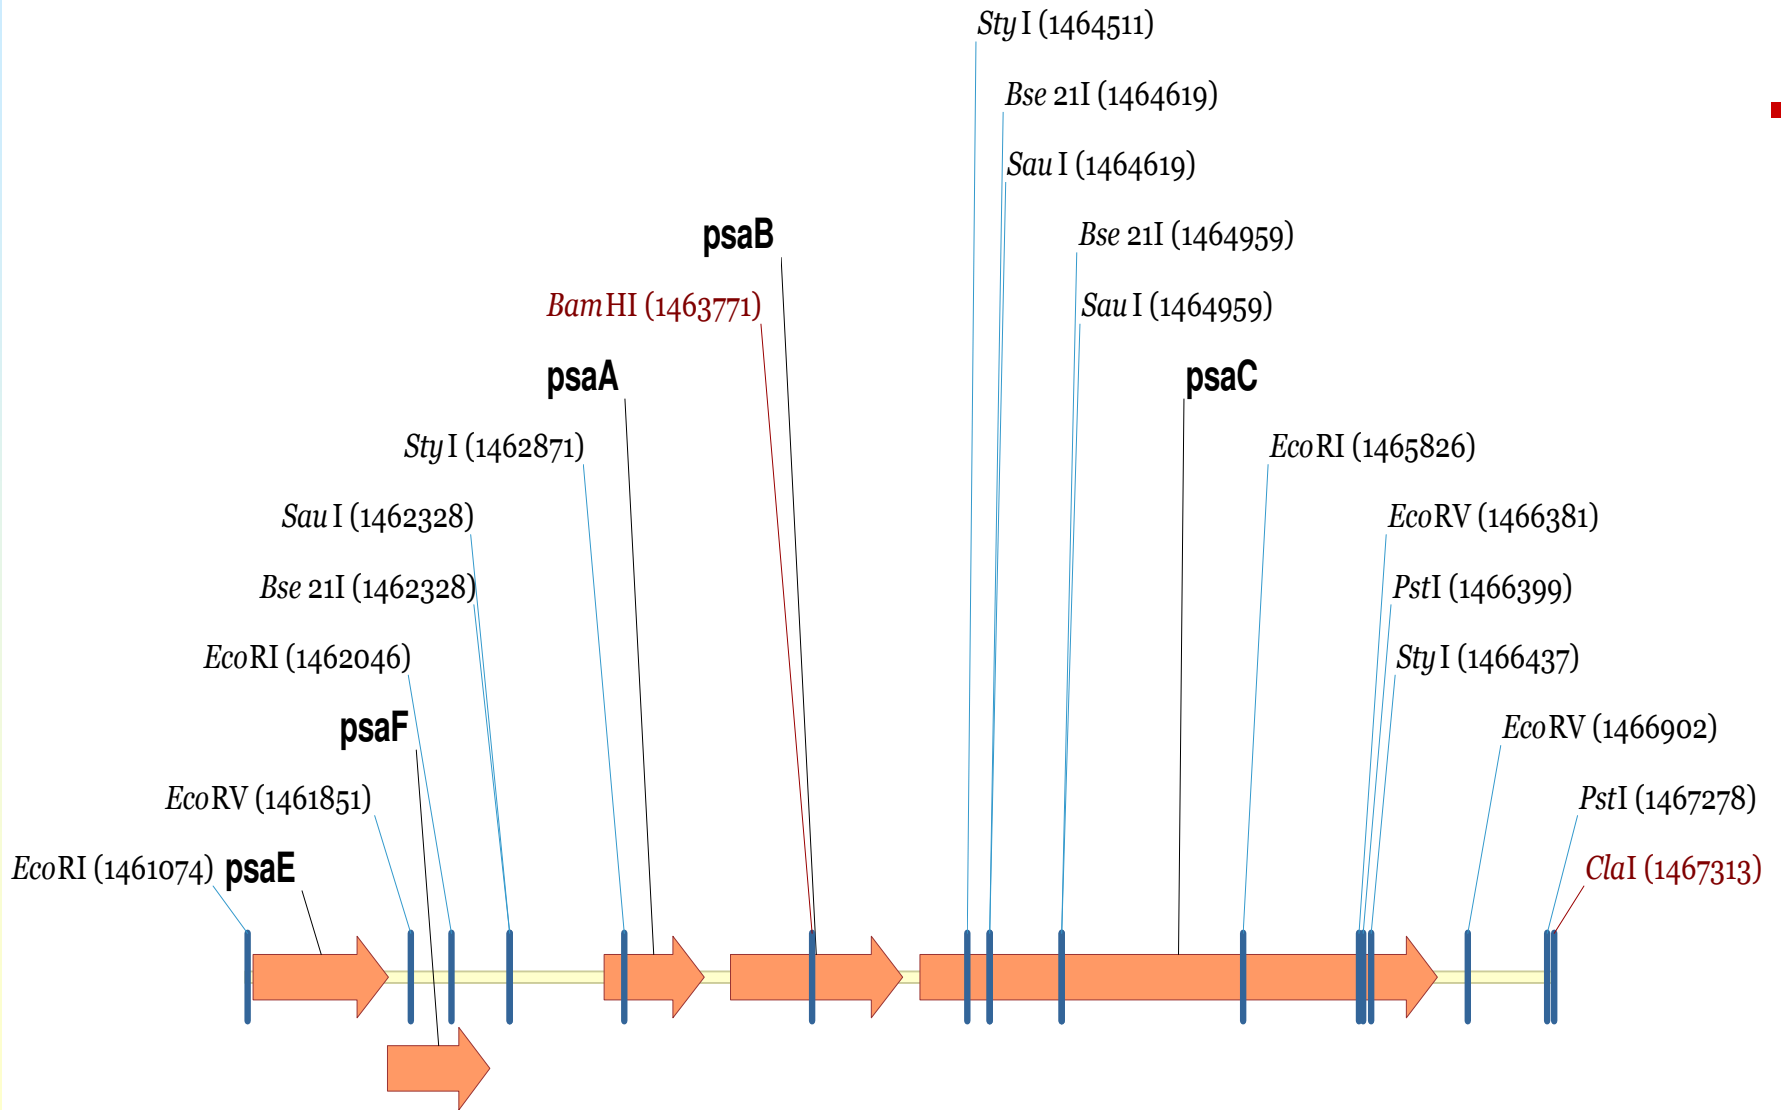 Sty I (1464511)
Bse 21I (1464619)
Sau I (1464619)
psaB
Bse 21I (1464959)
BamHI (1463771)
Sau I (1464959)
psaA
psaC
Sty I (1462871)
EcoRI (1465826)
Sau I (1462328)
EcoRV (1466381)
Bse 21I (1462328)
PstI (1466399)
EcoRI (1462046)
Sty I (1466437)
psaF
EcoRV (1466902)
EcoRV (1461851)
PstI (1467278)
EcoRI (1461074) psaE
ClaI (1467313)